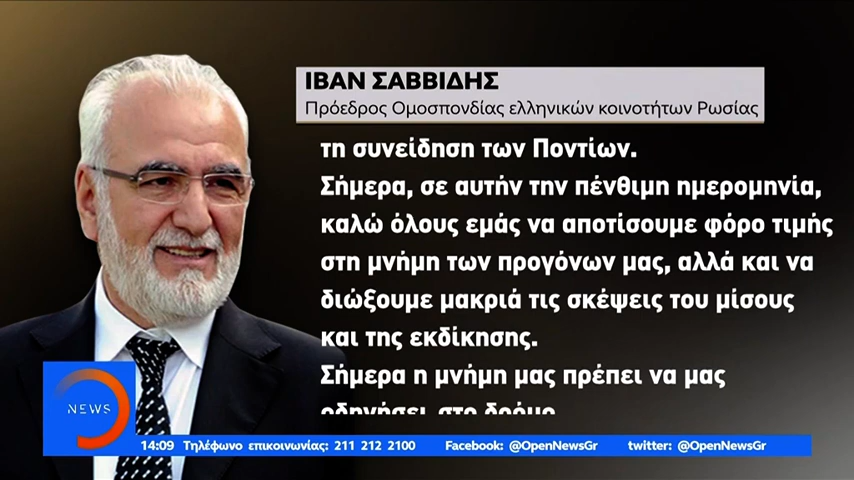 ΙΒΑΝ ΣΑΒΒΙΔΗΣ
Πρόεδρος Ομοσπονδίας ελληνικών κοινοτήτων Ρωσίας
τη συνείδηση των Ποντίων.
Σήμερα, σε αυτήν την πένθιμη ημερομηνία,
καλώ όλους εμάς να αποτίσουμε φόρο τιμής
στη μνήμη των προγόνων μας, αλλά και να
διώξουμε μακριά τις σκέψεις του μίσους
και της εκδίκησης.
Σήμερα η μνήμη μας πρέπει να μας
οδηγήσει στο δρόμο
NEWS
14:09 Τηλέφωνο επικοινωνίας: 211 212 2100 Facebook: @OpenNewsGr twitter: @OpenNewsGr